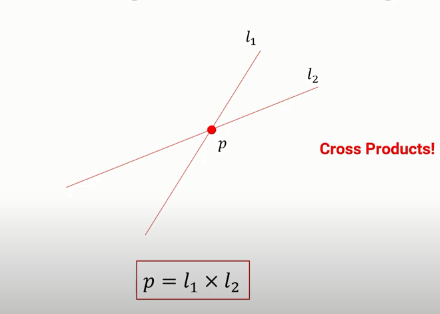 l₁
l₂
p
Cross Products!
p = l₁ × l₂